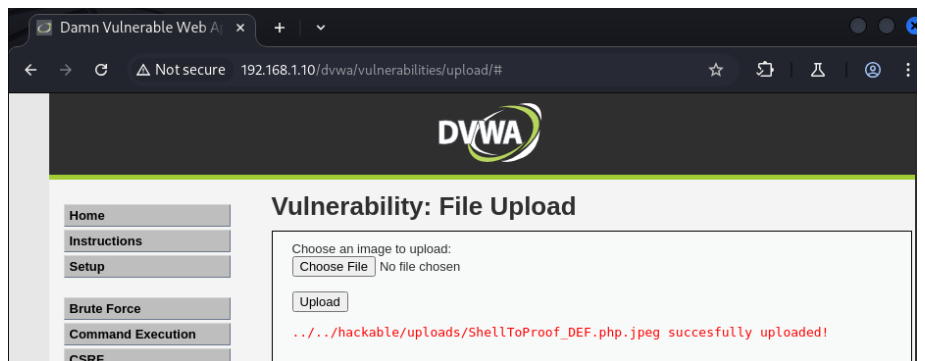 Damn Vulnerable Web A
Not secure 192.168.1.10/dvwa/vulnerabilities/upload/#
DVWA
Home
Instructions
Setup
Brute Force
Command Execution
CSRF
Vulnerability: File Upload
Choose an image to upload:
Choose File No file chosen
Upload
../../hackable/uploads/ShellToProof_DEF.php.jpeg succesfully uploaded!